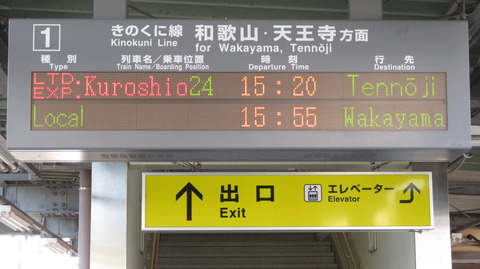 1 きのくに線 和歌山・天王寺方面
Kinokuni Line for Wakayama, Tennōji
種別 列車名/乗車位置 時刻 行先
Type Train Name/Boarding Position Departure Time Destination
LTD. EXP. Kuroshio24 15:20 Tennōji
Local 15:55 Wakayama
↑ 出口 エレベーター
Exit Elevator